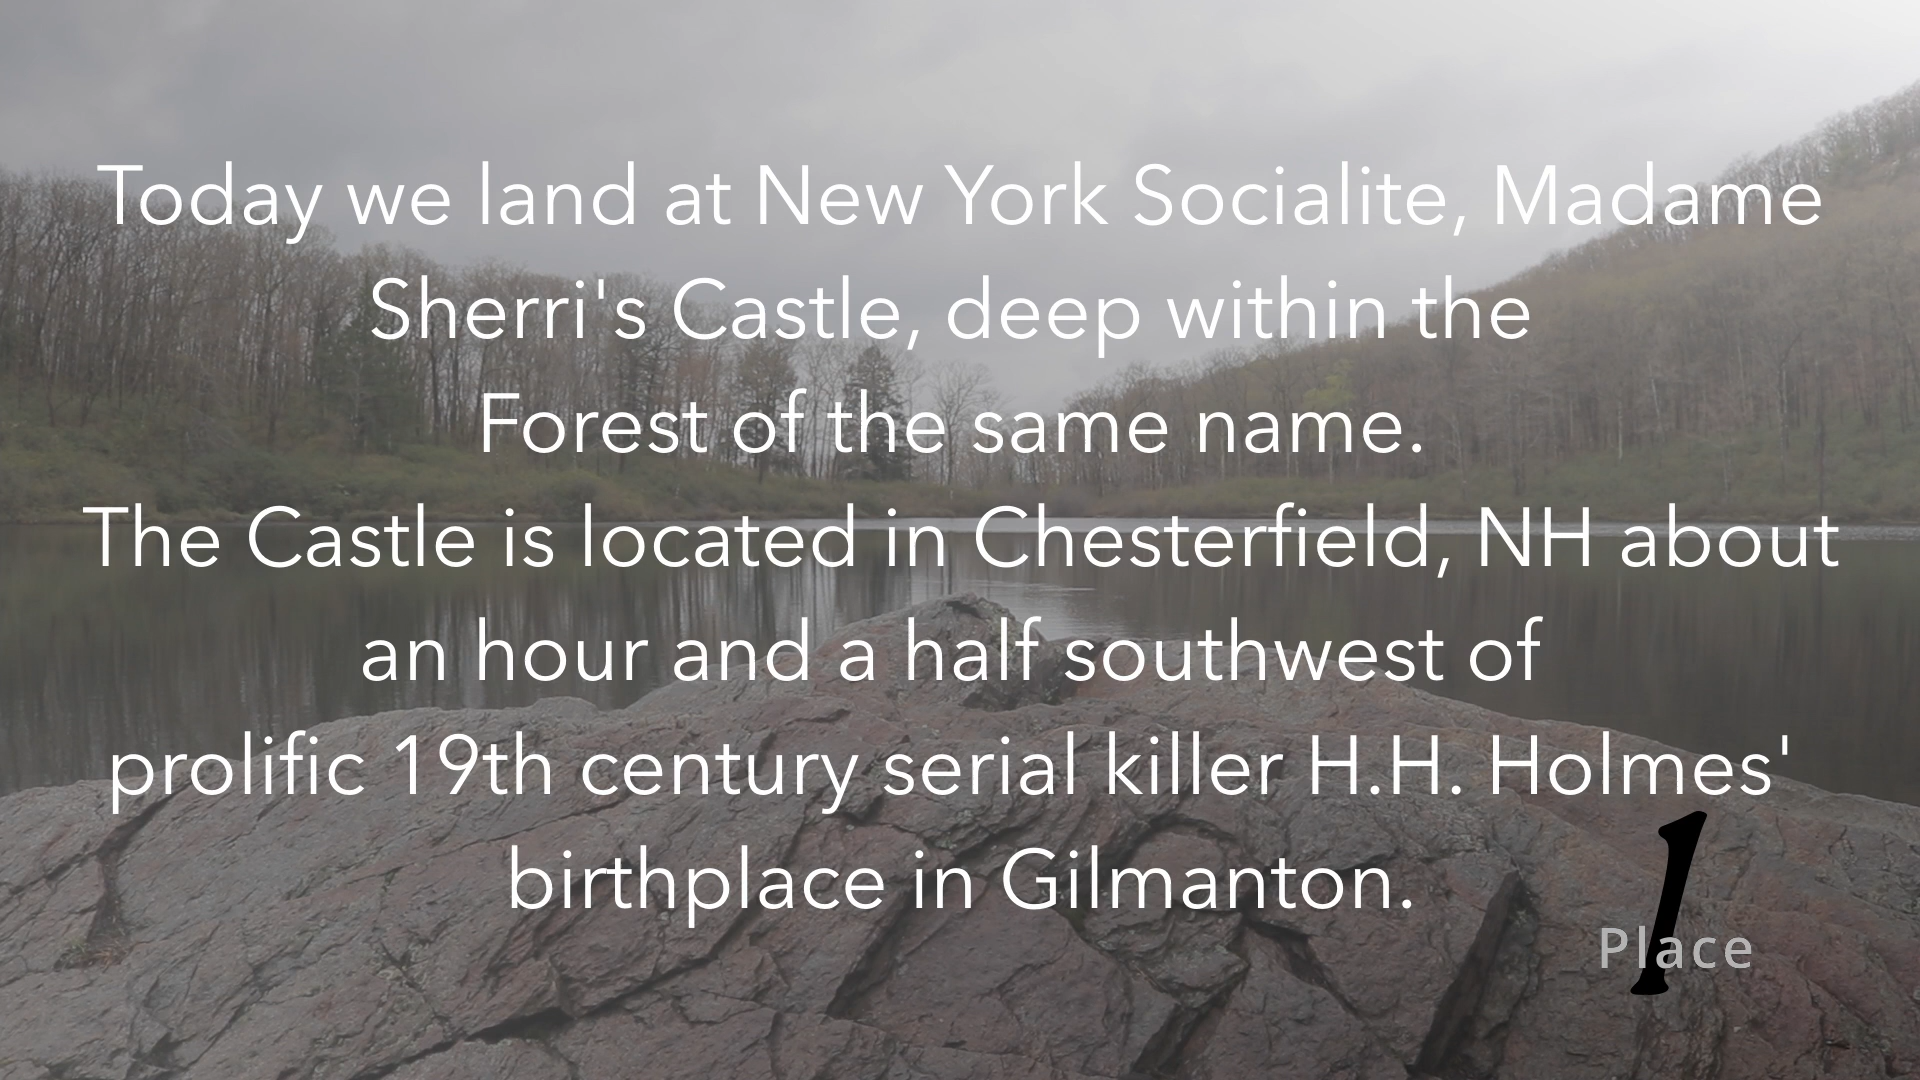 Today we land at New York Socialite, Madame
Sherri's Castle, deep within the
Forest of the same name.
The Castle is located in Chesterfield, NH about
an hour and a half southwest of
prolific 19th century serial killer H.H. Holmes'
birthplace in Gilmanton.
1
Place